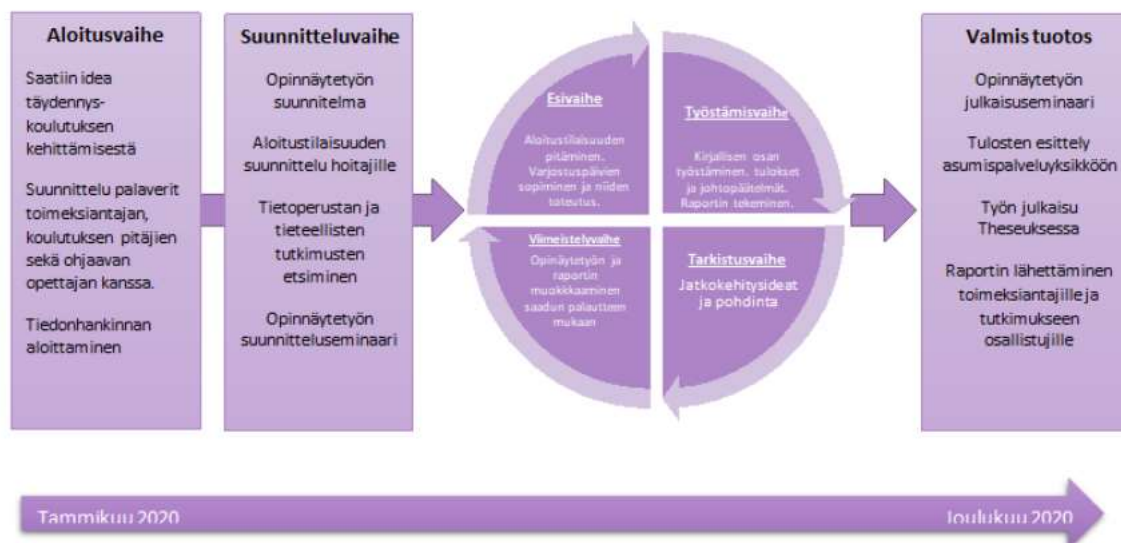 Aloitusvaihe
Saatiin idea
täydennys-
koulutuksen
kehittämisestä
Suunnittelu palaverit
toimeksiantajan,
koulutuksen pitäjien
sekä ohjaavan
opettajan kanssa.
Tiedonhankinnan
aloittaminen
Suunnitteluvaihe
Opinnäytetyön
suunnitelma
Aloitustilaisuuden
suunnittelu hoitajille
Tietoperustan ja
tieteellisten
tutkimusten
etsiminen
Opinnäytetyön
suunnitteluseminaari
Esivaihe
Aloitustilaisuuden
pitäminen.
Varjostuspäivien
sopiminen ja niiden
toteutus.
Työstämisvaihe
Kirjallisen osan
työstäminen, tulokset
ja johtopäätelmät.
Raportin tekeminen.
Viimeistelyvaihe
Opinäytetyön ja
raportin
muokkkaaminen
saadun palautteen
mukaan
Tarkistusvaihe
Jatkokehitysideat
ja pohdinta
Valmis tuotos
Opinnäytetyön
julkaisuseminaari
Tulosten esittely
asumispalveluyksikköön
Työn julkaisu
Theseuksessa
Raportin lähettäminen
toimeksiantajille ja
tutkimukseen
osallistujille
Tammikuu 2020
Joulukuu 2020